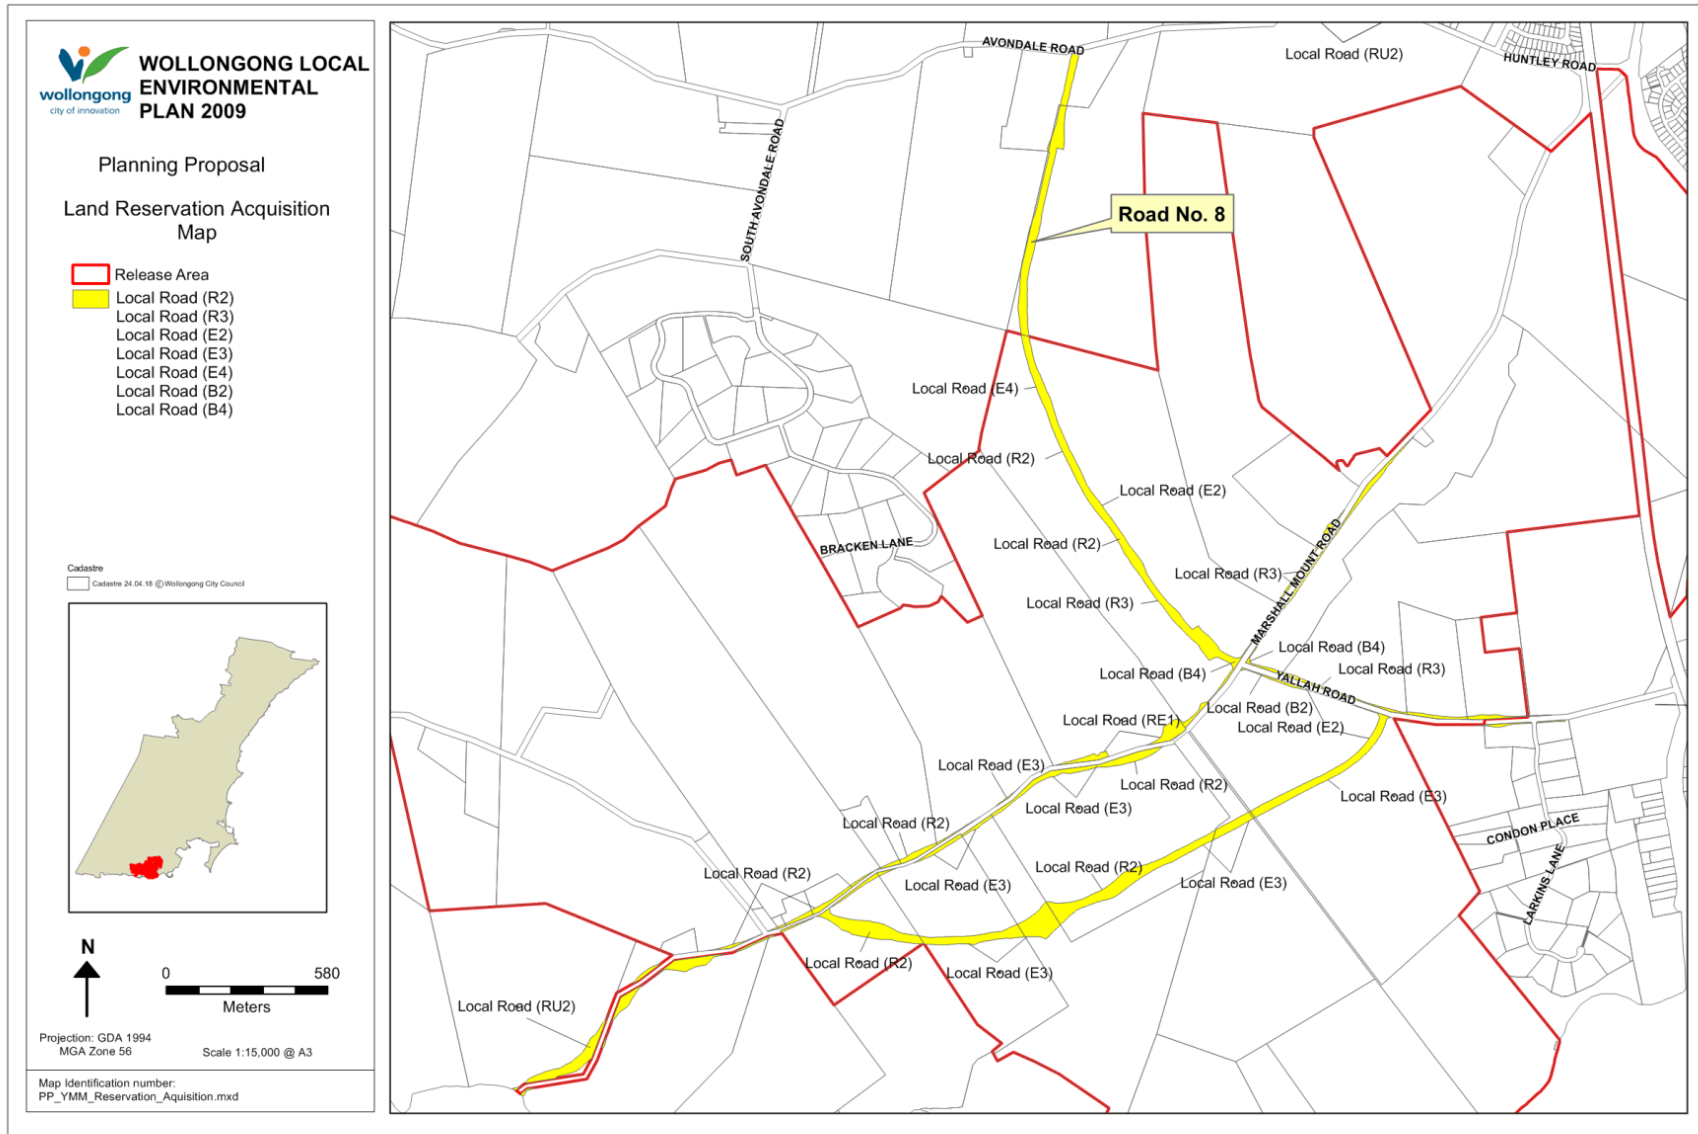 wollongong
city of innovation
WOLLONGONG LOCAL
ENVIRONMENTAL
PLAN 2009
Planning Proposal
Land Reservation Acquisition
Map
Release Area
Local Road (R2)
Local Road (R3)
Local Road (E2)
Local Road (E3)
Local Road (E4)
Local Road (B2)
Local Road (B4)
Cadastre
Cadastre 24.04.18 © Wollongong City Council
N
0 580
Meters
Projection: GDA 1994
MGA Zone 56
Scale 1:15,000 @ A3
Map Identification number:
PP_YMM_Reservation_Aquisition.mxd
AVONDALE ROAD
Local Road (RU2)
HUNTLEY ROAD
SOUTH AVONDALE ROAD
Road No. 8
Local Road (E4)
Local Road (R2)
Local Road (E2)
BRACKEN LANE
Local Road (R2)
MARSHALL MOUNT ROAD
Local Road (R3)
Local Road (R3)
Local Road (B4)
Local Road (R3)
Local Road (B4)
YALLAH ROAD
Local Road (B2)
Local Road (RE1)
Local Road (E2)
Local Road (E3)
Local Road (R2)
Local Road (E3)
Local Road (E3)
Local Road (R2)
CONDON PLACE
Local Road (R2)
Local Road (R2)
Local Road (E3)
Local Road (E3)
LARKINS LANE
Local Road (R2)
Local Road (E3)
Local Road (RU2)